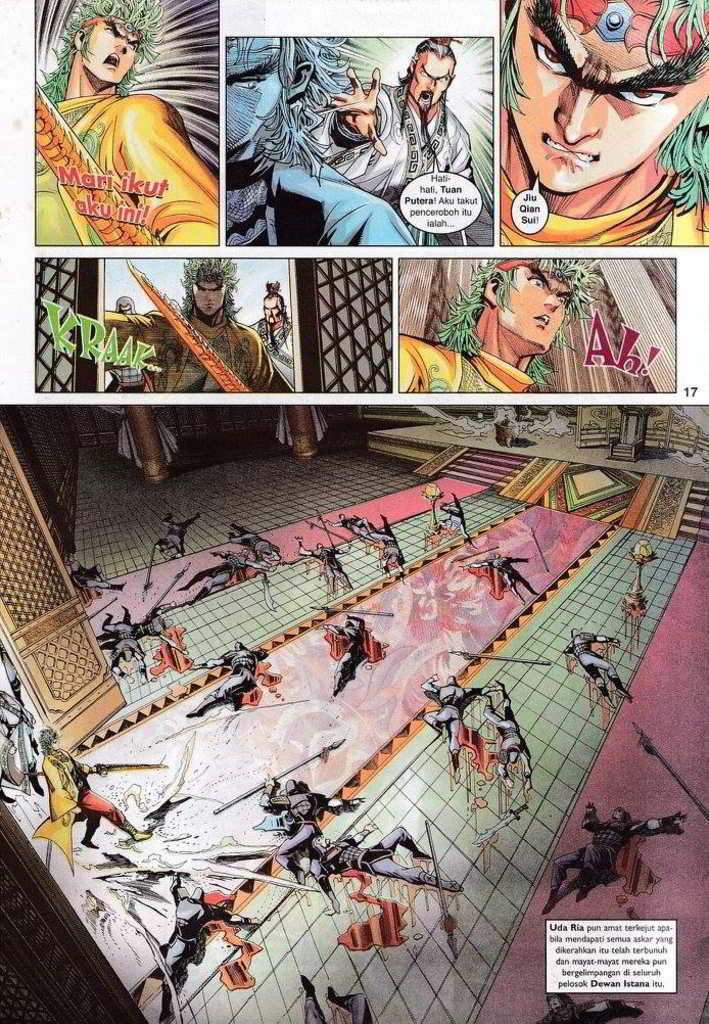 Mari ikut
aku ini!
Hati-
hati, Tuan
Putera! Aku takut
penceroboh itu
ialah...
Jiu
Qian
Sui!
KRAAK...
Ah!
17
Uda Ria pun amat terkejut apa-
bila mendapati semua askar yang
dikerahkan itu telah terbunuh
dan mayat-mayat mereka pun
bergelimpangan di seluruh
pelosok Dewan Istana itu.